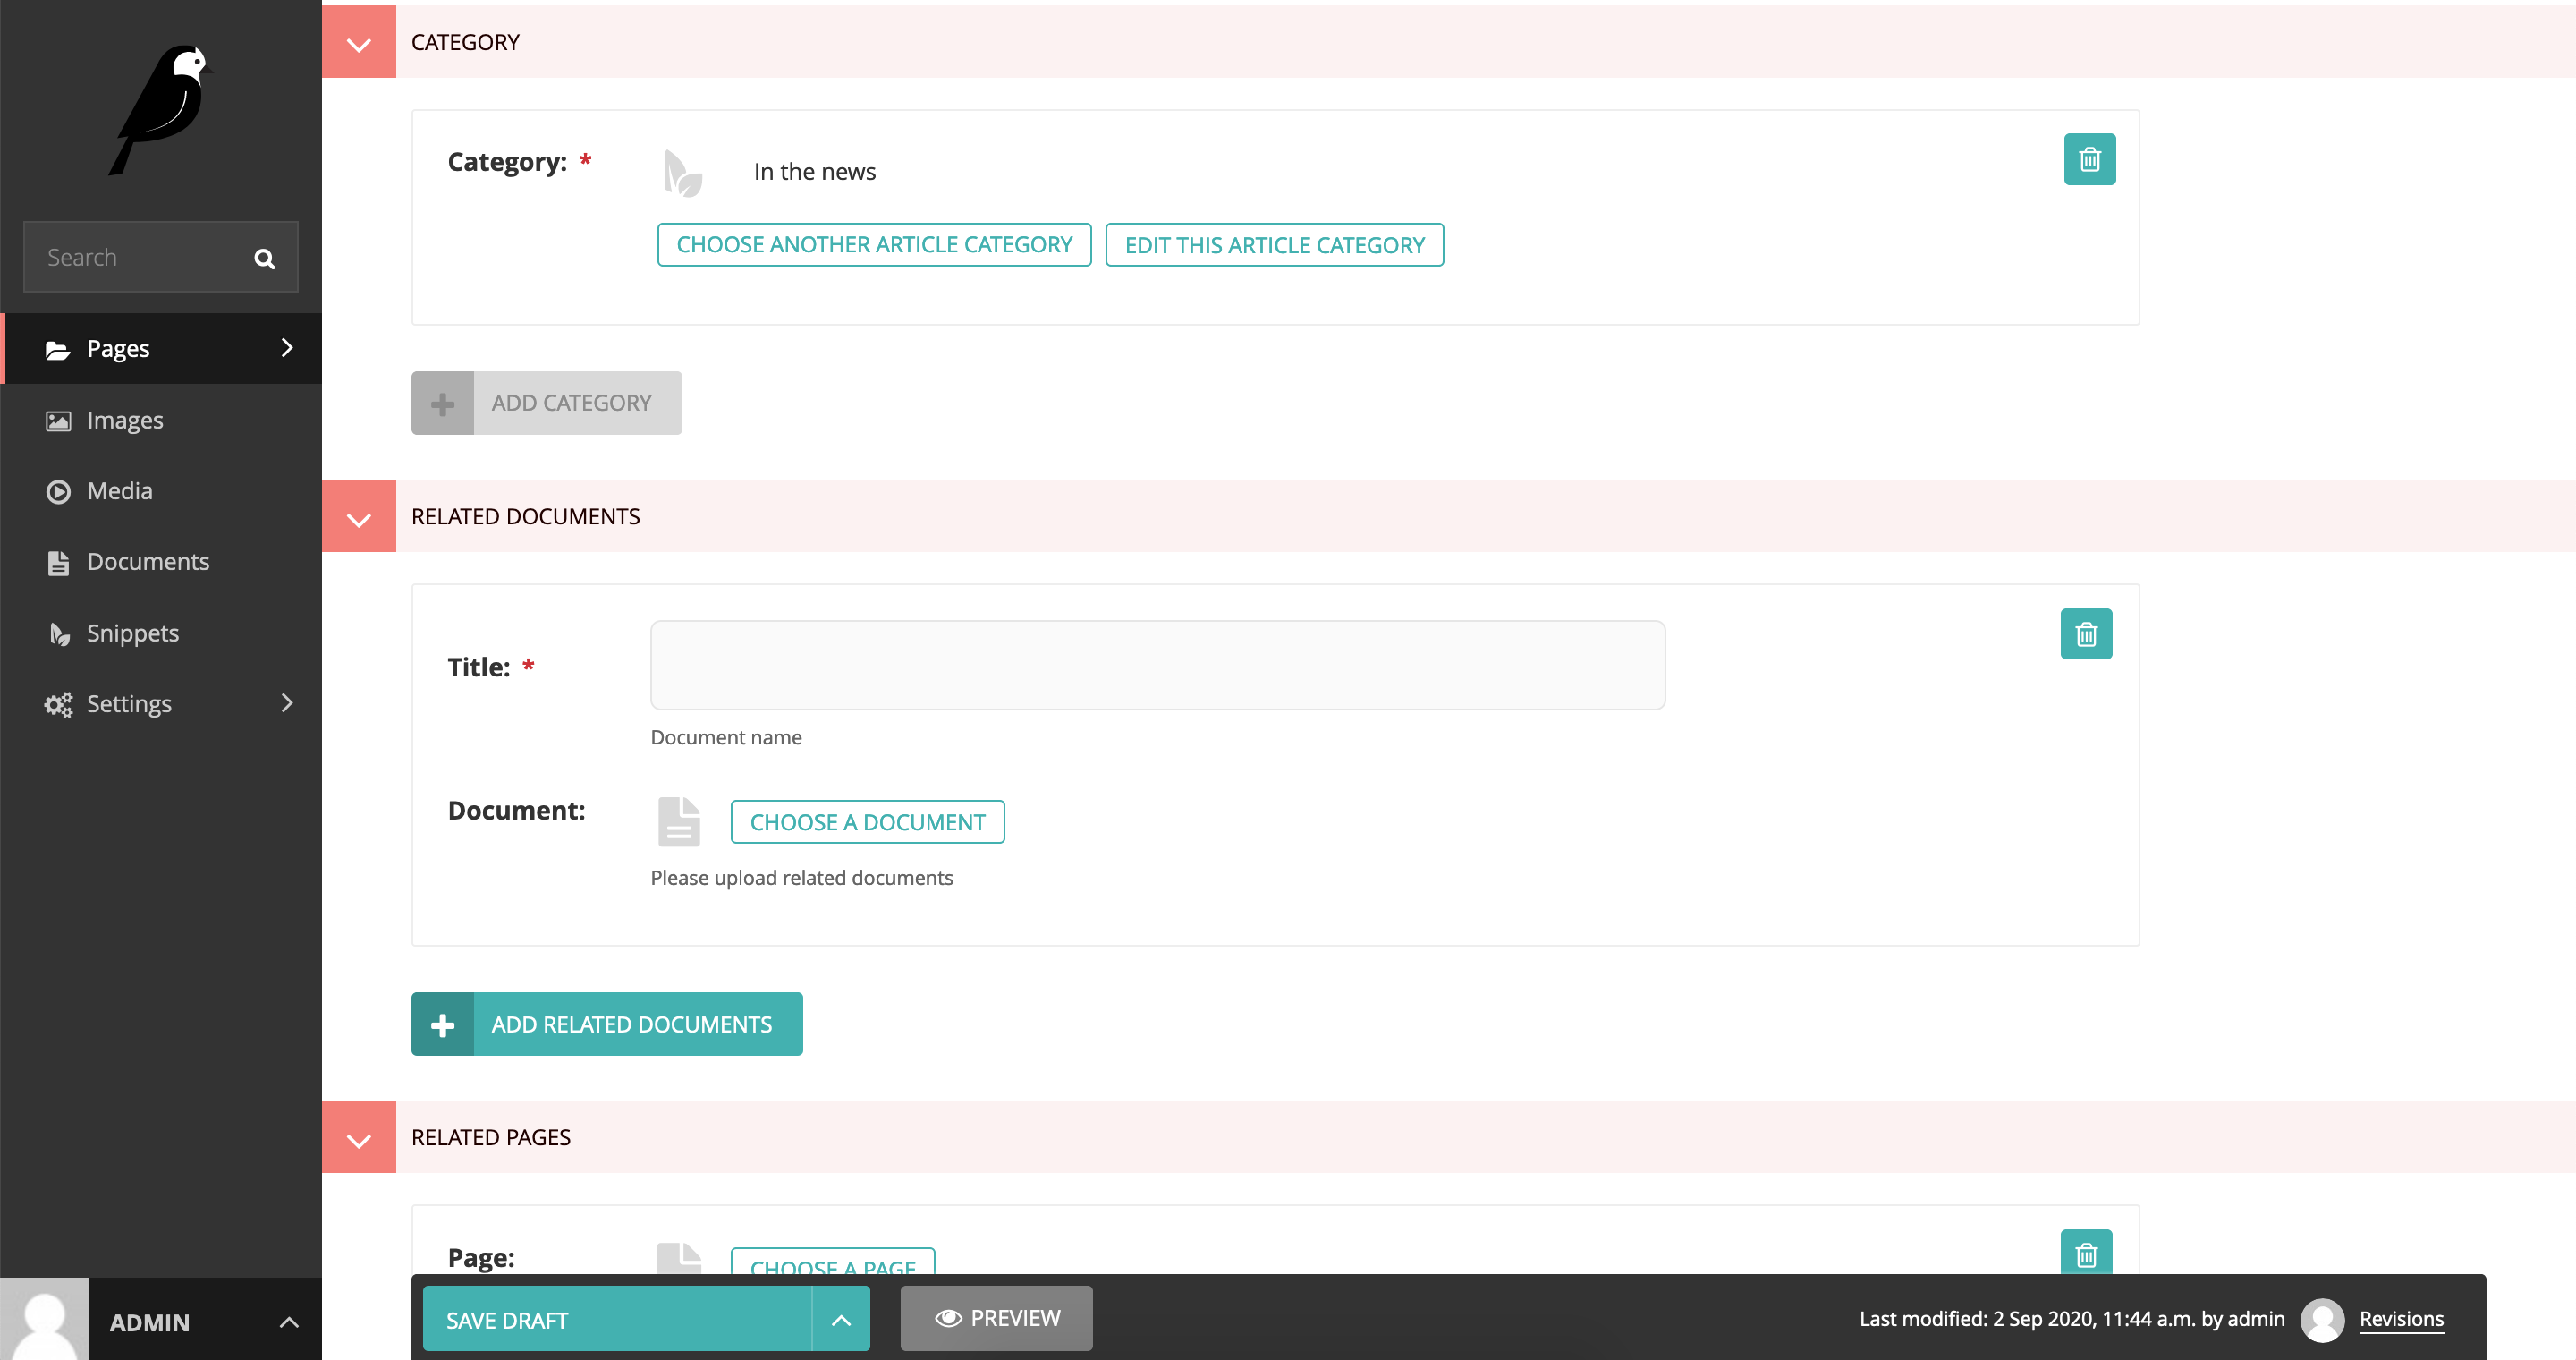 Search
Pages
Images
Media
Documents
Snippets
Settings
ADMIN
CATEGORY
Category: *
In the news
CHOOSE ANOTHER ARTICLE CATEGORY
EDIT THIS ARTICLE CATEGORY
ADD CATEGORY
RELATED DOCUMENTS
Title: *
Document name
Document:
CHOOSE A DOCUMENT
Please upload related documents
ADD RELATED DOCUMENTS
RELATED PAGES
Page:
CHOOSE A PAGE
SAVE DRAFT
PREVIEW
Last modified: 2 Sep 2020, 11:44 a.m. by admin
Revisions